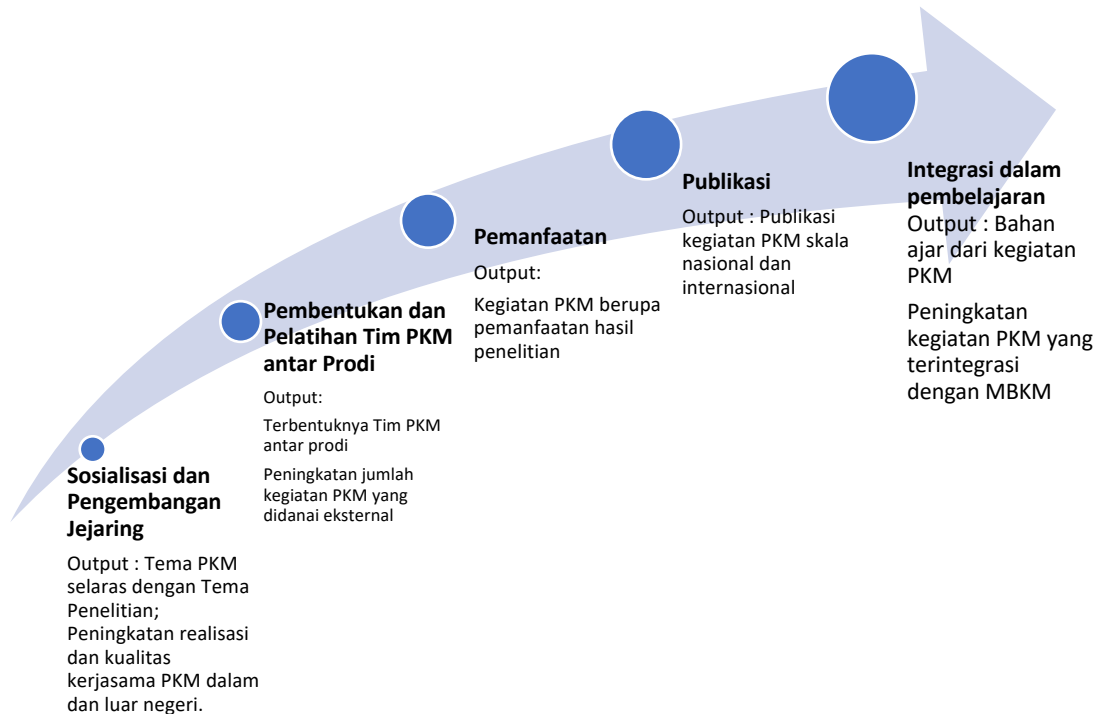 Sosialisasi dan
Pengembangan
Jejaring
Output : Tema PKM
selaras dengan Tema
Penelitian;
Peningkatan realisasi
dan kualitas
kerjasama PKM dalam
dan luar negeri.
Pembentukan dan
Pelatihan Tim PKM
antar Prodi
Output:
Terbentuknya Tim PKM
antar prodi
Peningkatan jumlah
kegiatan PKM yang
didanai eksternal
Pemanfaatan
Output:
Kegiatan PKM berupa
pemanfaatan hasil
penelitian
Publikasi
Output : Publikasi
kegiatan PKM skala
nasional dan
internasional
Integrasi dalam
pembelajaran
Output : Bahan
ajar dari kegiatan
PKM
Peningkatan
kegiatan PKM yang
terintegrasi
dengan MBKM